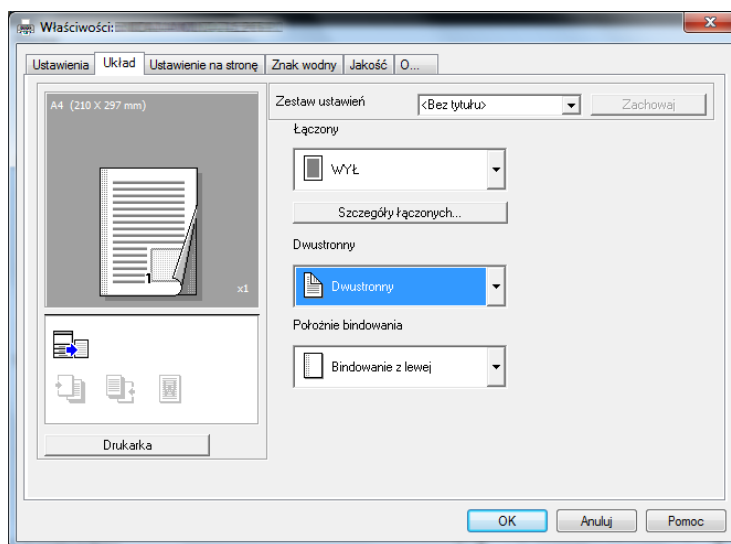 Właściwości:
Ustawienia Układ Ustawienie na stronę Znak wodny Jakość O...
A4 (210 X 297 mm)
Zestaw ustawień <Bez tytułu> Zachowaj
Łączony
WYŁ
Szczegóły łączonych...
Dwustronny
1
x1
Dwustronny
Położnie bindowania
Bindowanie z lewej
Drukarka
OK Anuluj Pomoc